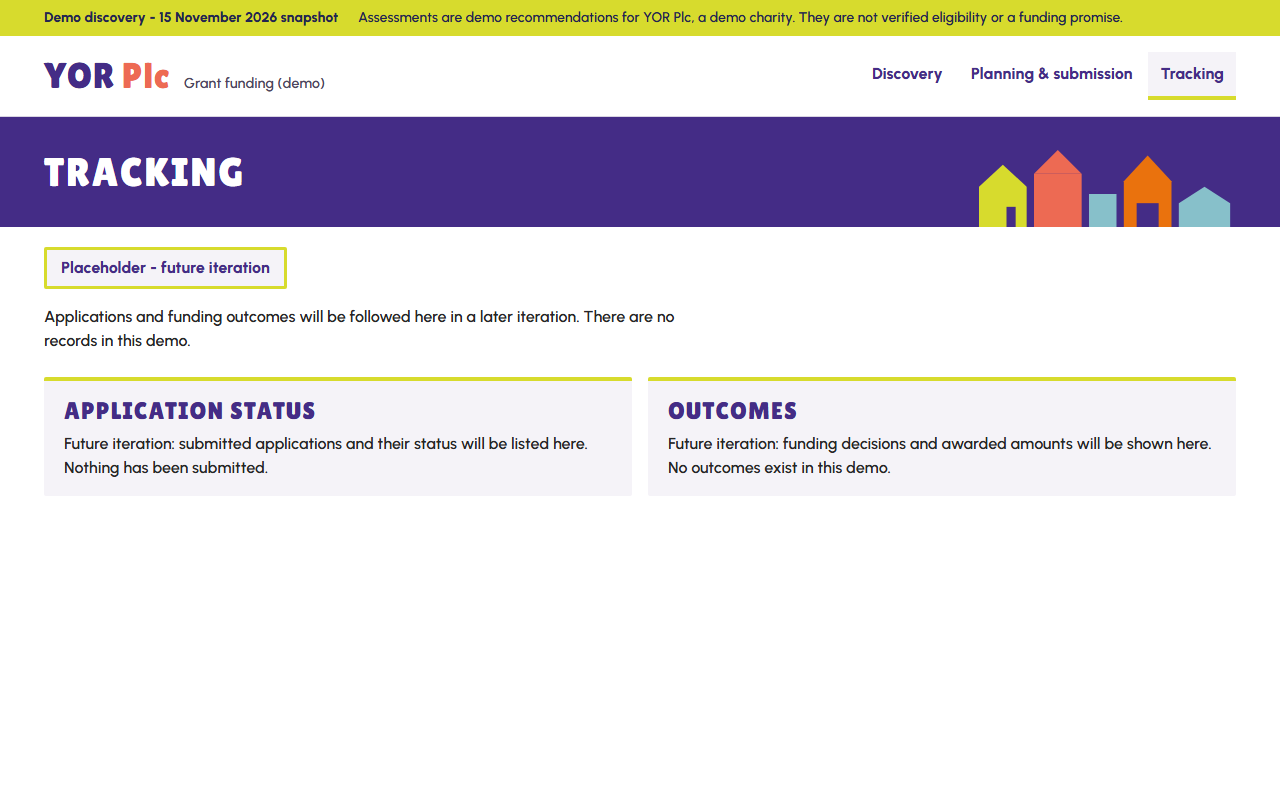 Demo discovery - 15 November 2026 snapshot Assessments are demo recommendations for YOR Plc, a demo charity. They are not verified eligibility or a funding promise.
YOR Plc Grant funding (demo) Discovery Planning & submission Tracking
TRACKING
Placeholder - future iteration
Applications and funding outcomes will be followed here in a later iteration. There are no
records in this demo.
APPLICATION STATUS
Future iteration: submitted applications and their status will be listed here.
Nothing has been submitted.
OUTCOMES
Future iteration: funding decisions and awarded amounts will be shown here.
No outcomes exist in this demo.